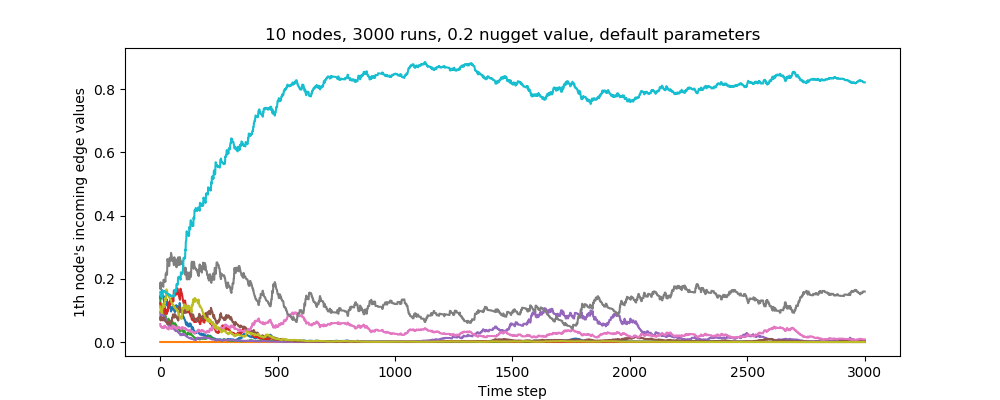 10 nodes, 3000 runs, 0.2 nugget value, default parameters
1th node's incoming edge values
0.8
0.6
0.4
0.2
0.0
0 500 1000 1500 2000 2500 3000
Time step